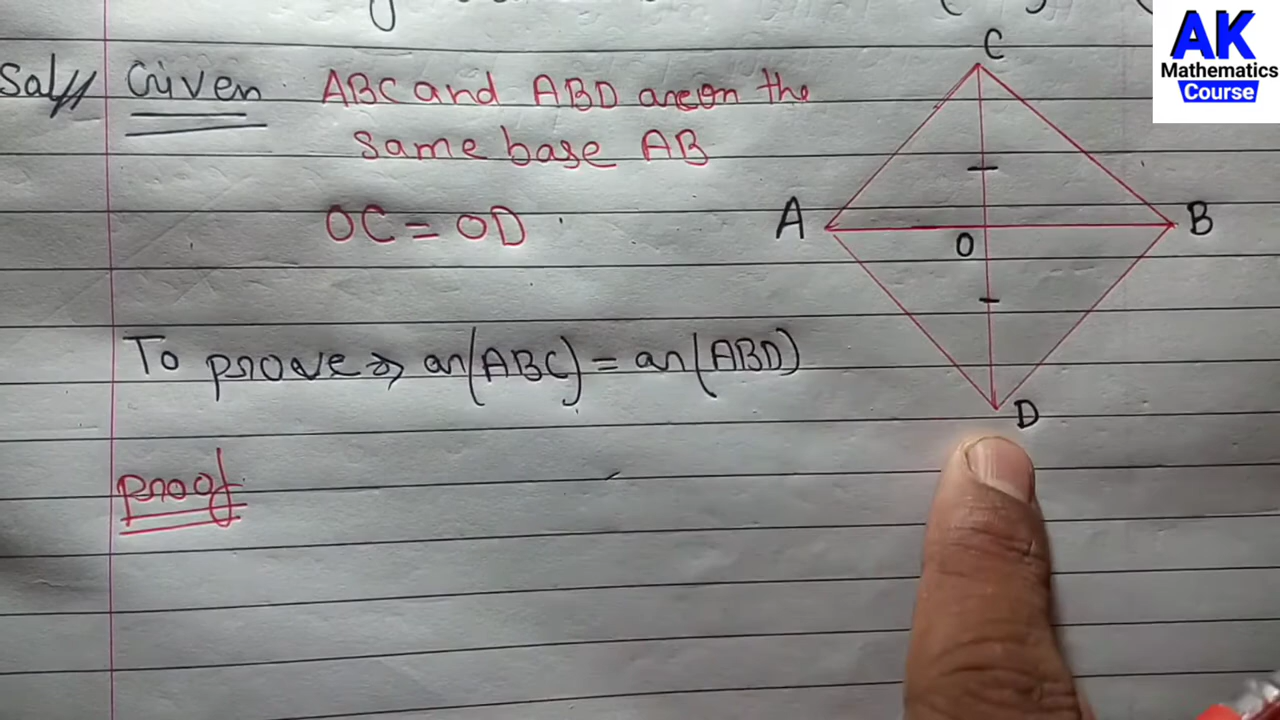 AK
Mathematics
Course
C
Sol// Given ABC and ABD are on the
same base AB
OC = OD
A
B
O
To prove ⇒ ar(ABC) = ar(ABD)
D
proof